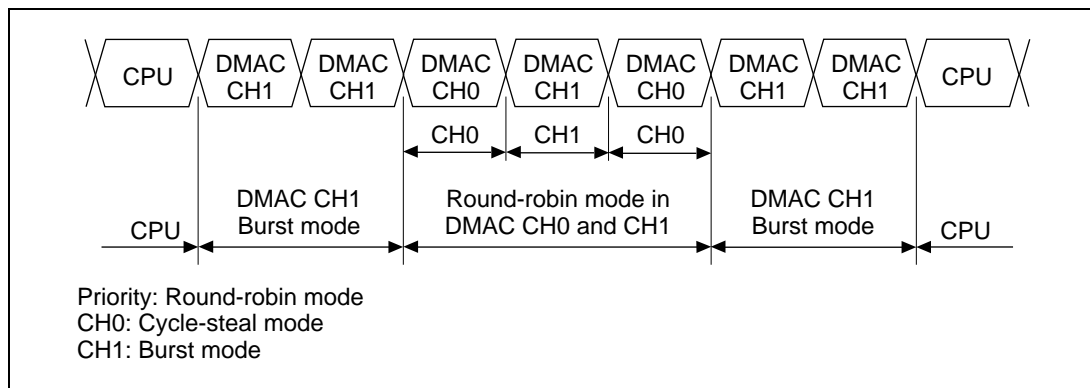 CPU DMAC CH1 DMAC CH1 DMAC CH0 DMAC CH1 DMAC CH0 DMAC CH1 DMAC CH1 CPU
CH0 CH1 CH0
CPU
DMAC CH1
Burst mode
Round-robin mode in
DMAC CH0 and CH1
DMAC CH1
Burst mode
CPU
Priority: Round-robin mode
CH0: Cycle-steal mode
CH1: Burst mode